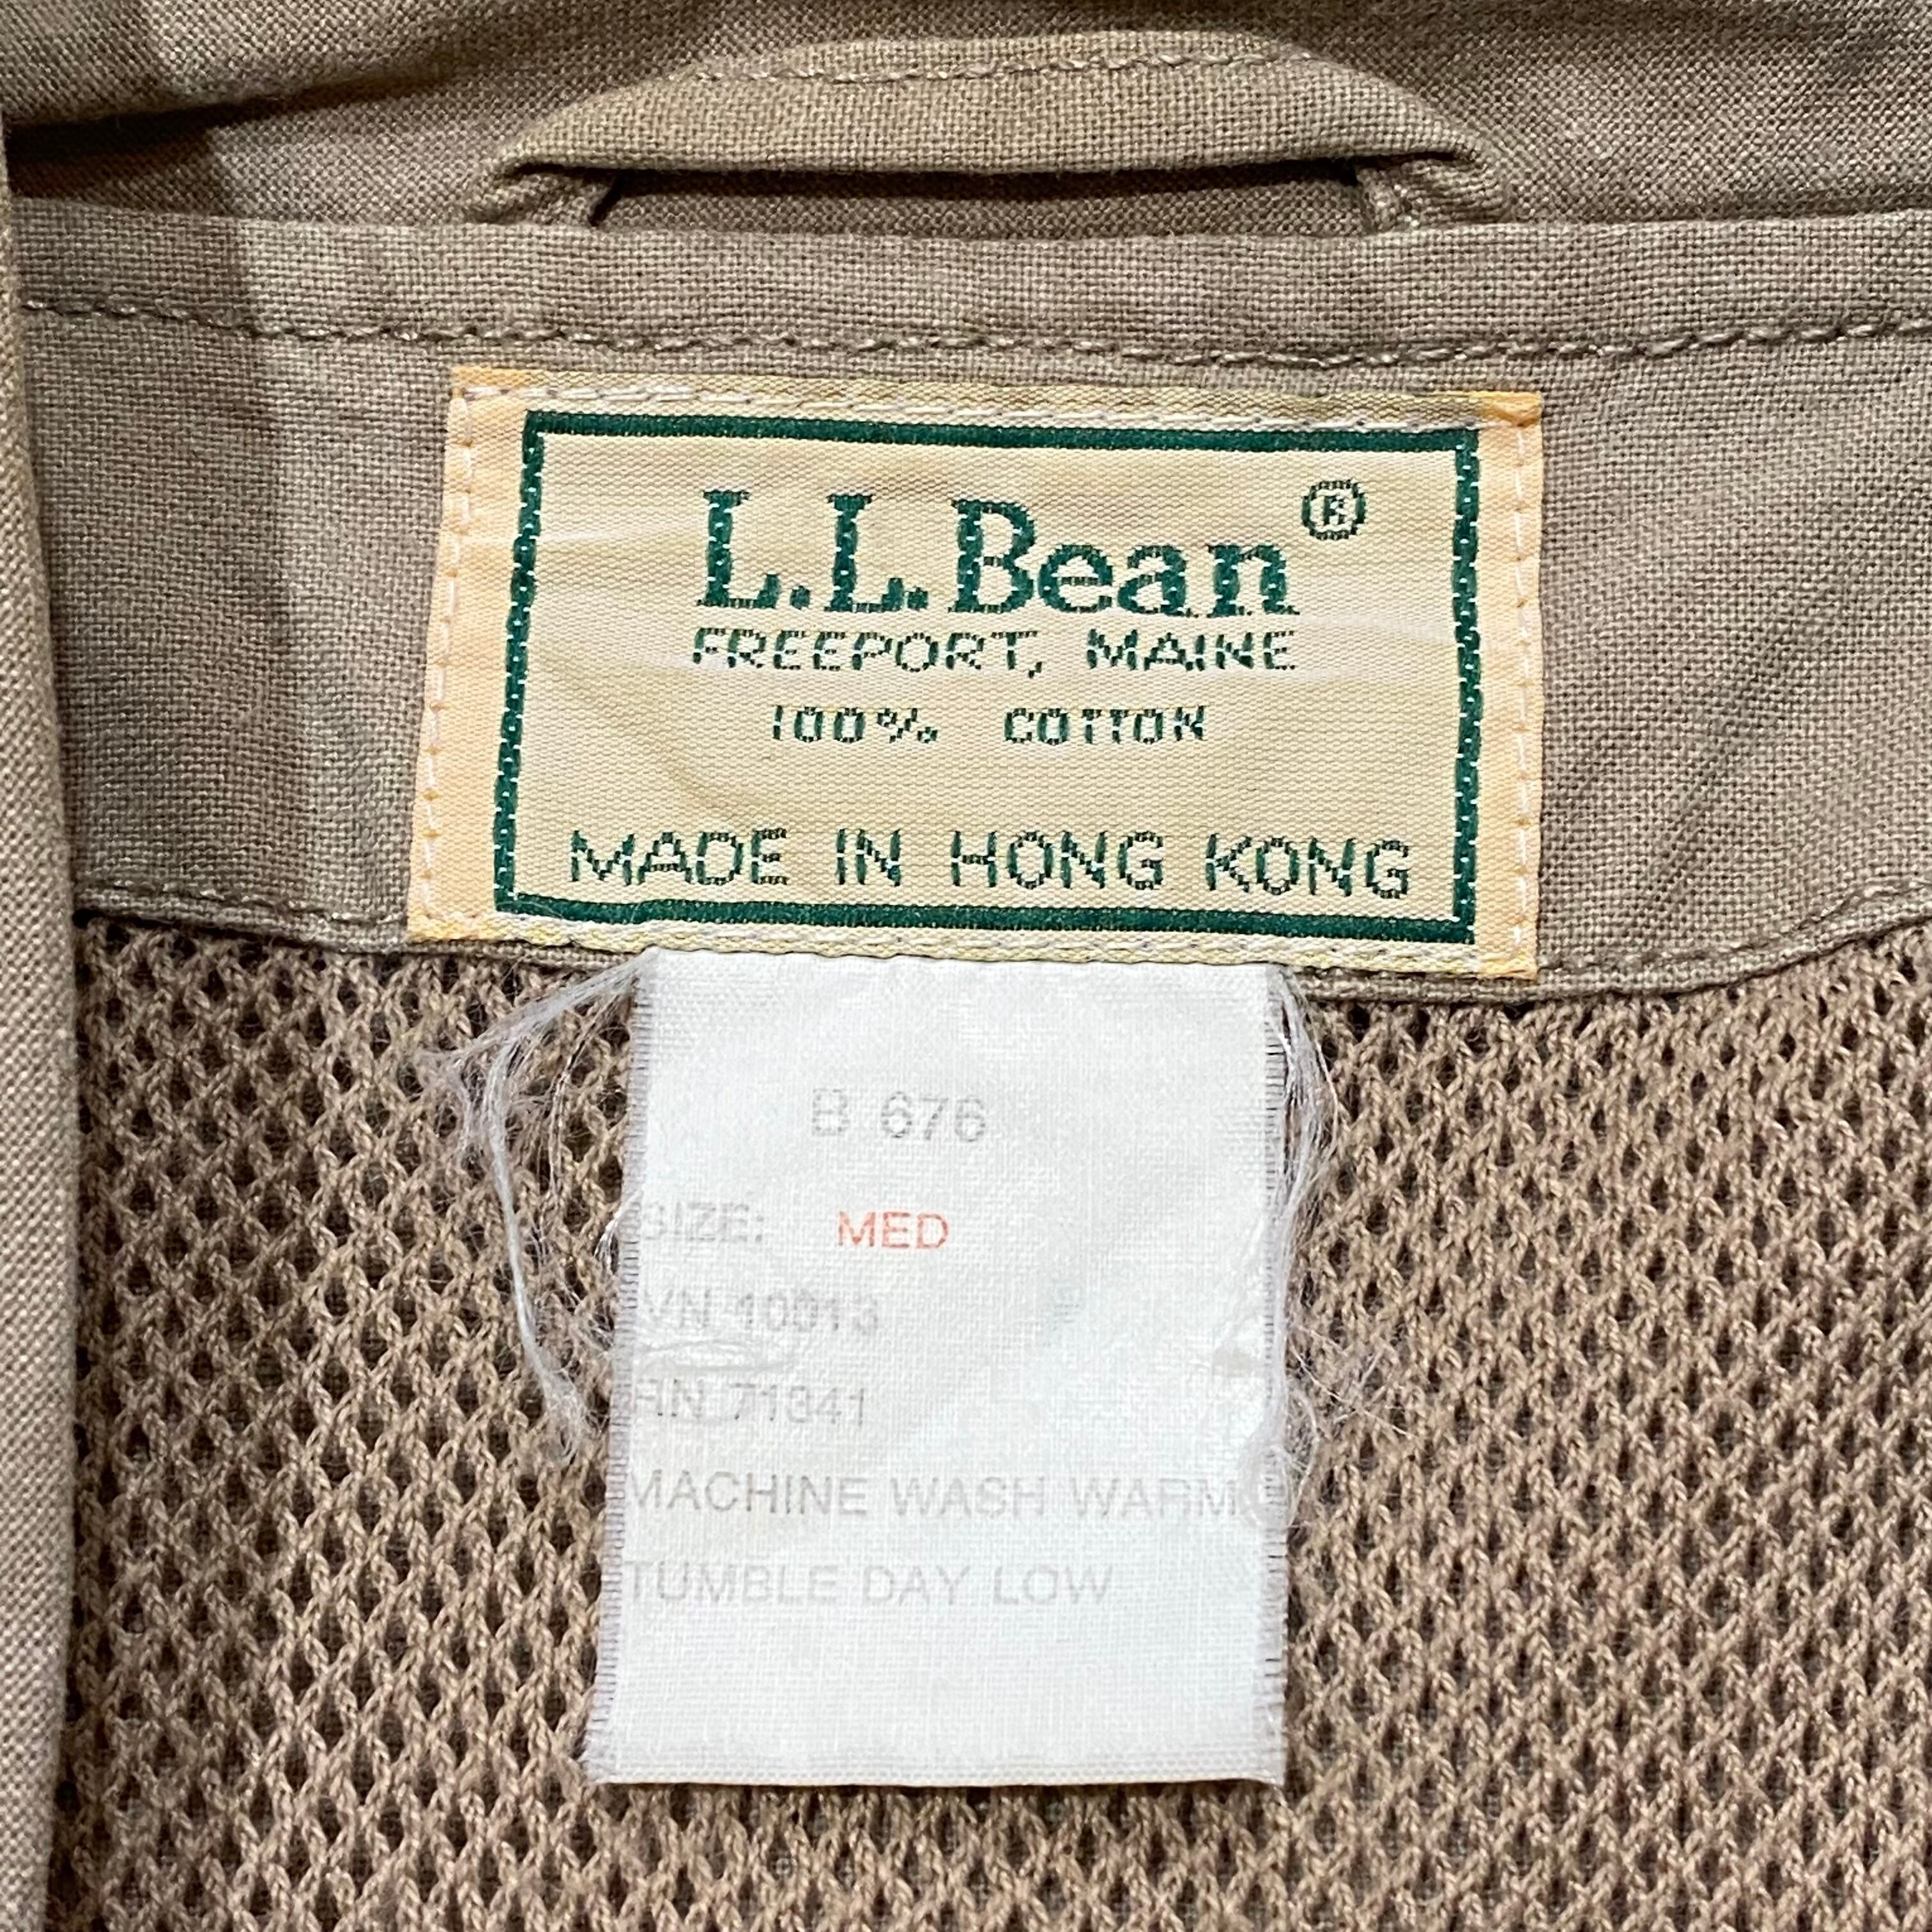 L.L.Bean®
FREEPORT, MAINE
100% COTTON
MADE IN HONG KONG
B 676
SIZE: MED
VN 10013
RN 71341
MACHINE WASH WARM
TUMBLE DAY LOW